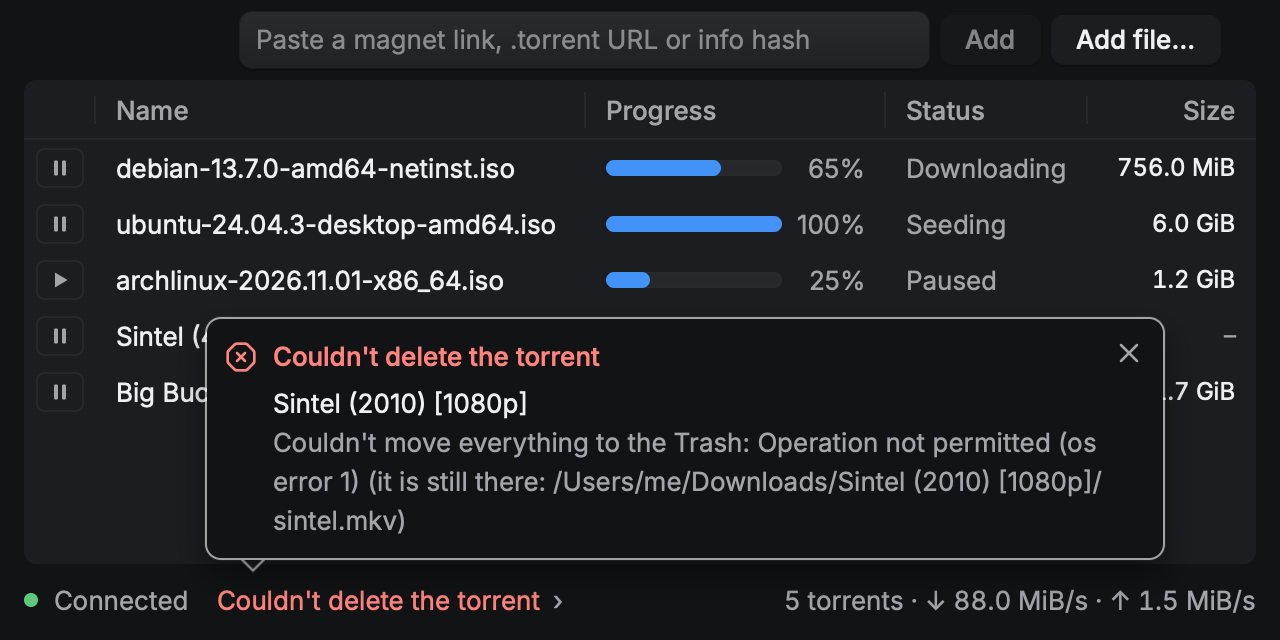 Paste a magnet link, .torrent URL or info hash Add Add file...
Name Progress Status Size
debian-13.7.0-amd64-netinst.iso 65% Downloading 756.0 MiB
ubuntu-24.04.3-desktop-amd64.iso 100% Seeding 6.0 GiB
archlinux-2026.11.01-x86_64.iso 25% Paused 1.2 GiB
Sintel ( –
Big .7 GiB
Couldn't delete the torrent
Sintel (2010) [1080p]
Couldn't move everything to the Trash: Operation not permitted (os
error 1) (it is still there: /Users/me/Downloads/Sintel (2010) [1080p]/
sintel.mkv)
Connected Couldn't delete the torrent › 5 torrents · ↓ 88.0 MiB/s · ↑ 1.5 MiB/s